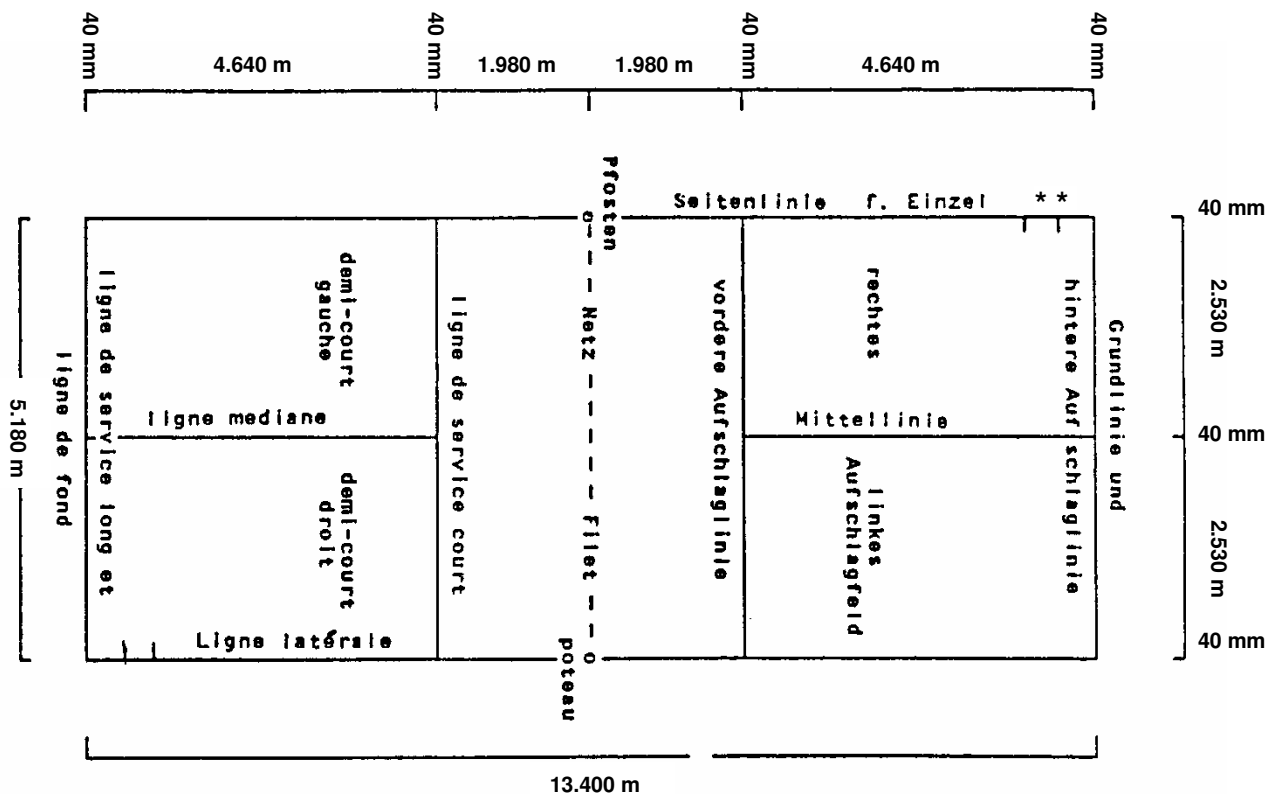 40 mm
40 mm
40 mm
40 mm
4.640 m
1.980 m
1.980 m
4.640 m
Pfosten
Seitenlinie f. Einzel **
40 mm
2.530 m
40 mm
2.530 m
40 mm
5.180 m
ligne de fond
ligne de service long et
demi-court
gauche
ligne mediane
demi-court
droit
Ligne latérale
ligne de service court
Netz
Filet
poteau
vordere Aufschlaglinie
rechtes
Mittellinie
linkes
Aufschlagfeld
hintere Aufschlaglinie
Grundlinie und
13.400 m